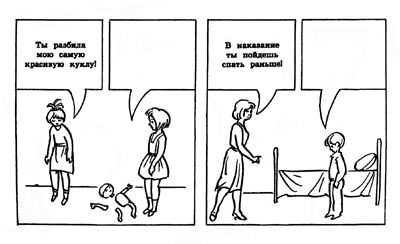 Ты разбила
мою самую
красивую куклу!
В наказание
ты пойдешь
спать раньше!